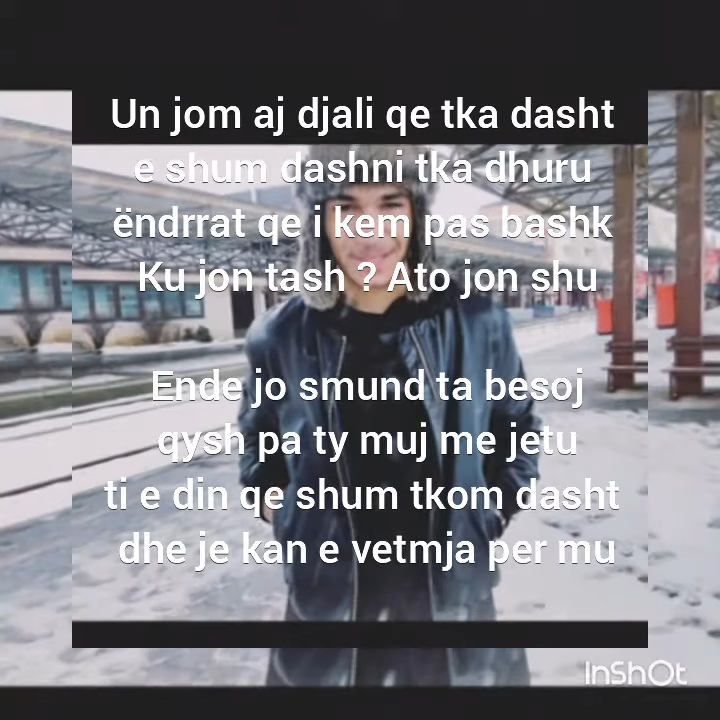 Un jom aj djali qe tka dasht
e shum dashni tka dhuru
ëndrrat qe i kem pas bashk
Ku jon tash ? Ato jon shu
Ende jo smund ta besoj
qysh pa ty muj me jetu
ti e din qe shum tkom dasht
dhe je kan e vetmja per mu
InShOt